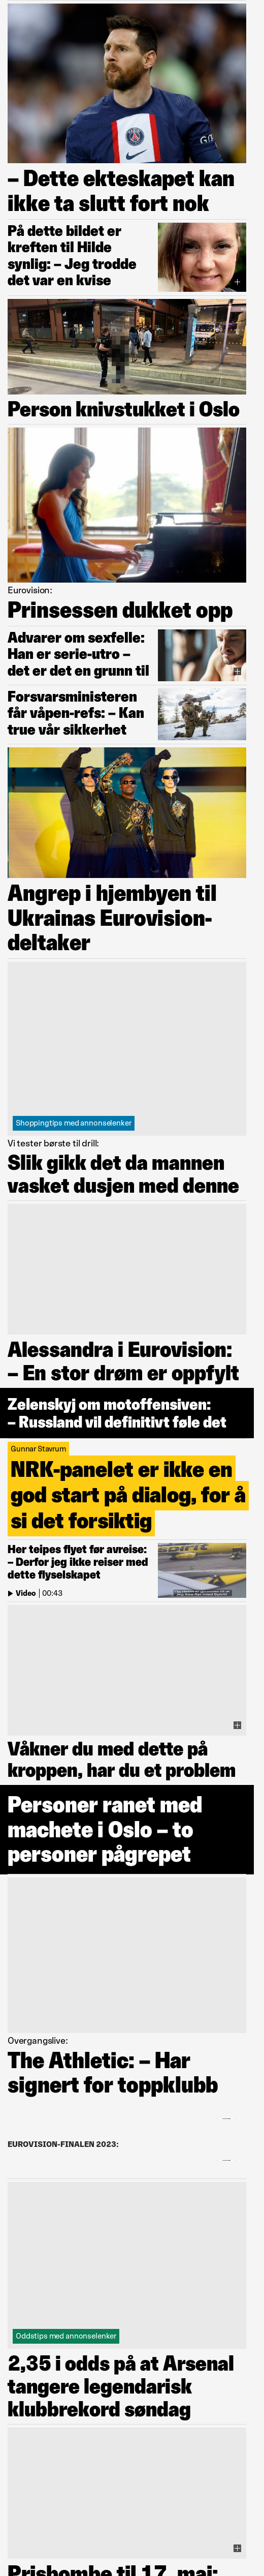 – Dette ekteskapet kan
ikke ta slutt fort nok
På dette bildet er
kreften til Hilde
synlig: – Jeg trodde
det var en kvise
Person knivstukket i Oslo
Eurovision:
Prinsessen dukket opp
Advarer om sexfelle:
Han er serie-utro –
det er det en grunn til
Forsvarsministeren
får våpen-refs: – Kan
true vår sikkerhet
Angrep i hjembyen til
Ukrainas Eurovision-
deltaker
Shoppingtips med annonselenker
Vi tester børste til drill:
Slik gikk det da mannen
vasket dusjen med denne
Alessandra i Eurovision:
– En stor drøm er oppfylt
Zelenskyj om motoffensiven:
– Russland vil definitivt føle det
Gunnar Stavrum
NRK-panelet er ikke en
god start på dialog, for å
si det forsiktig
Her teipes flyet før avreise:
– Derfor jeg ikke reiser med
dette flyselskapet
Video | 00:43
Våkner du med dette på
kroppen, har du et problem
Personer ranet med
machete i Oslo – to
personer pågrepet
Overgangslive:
The Athletic: – Har
signert for toppklubb
EUROVISION-FINALEN 2023:
Oddstips med annonselenker
2,35 i odds på at Arsenal
tangere legendarisk
klubbrekord søndag
Prisbombe til 17. mai: